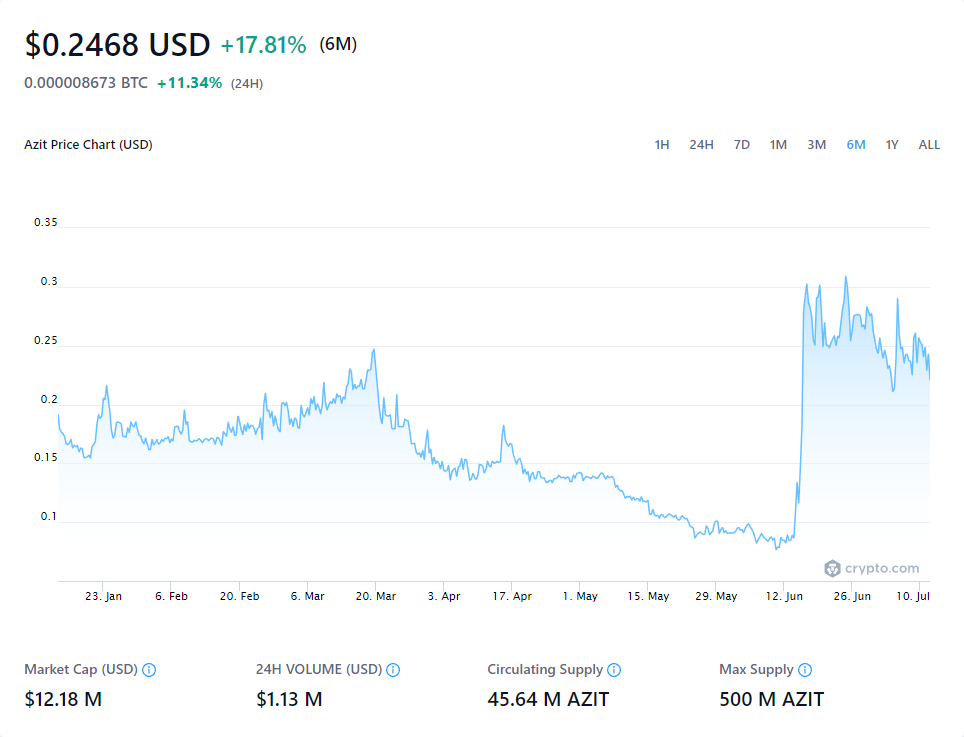 $0.2468 USD +17.81% (6M)
0.000008673 BTC +11.34% (24H)
Azit Price Chart (USD) 1H 24H 7D 1M 3M 6M 1Y ALL
0.35
0.3
0.25
0.2
0.15
0.1
crypto.com
23. Jan 6. Feb 20. Feb 6. Mar 20. Mar 3. Apr 17. Apr 1. May 15. May 29. May 12. Jun 26. Jun 10. Jul
Market Cap (USD) 24H VOLUME (USD) Circulating Supply Max Supply
$12.18 M $1.13 M 45.64 M AZIT 500 M AZIT